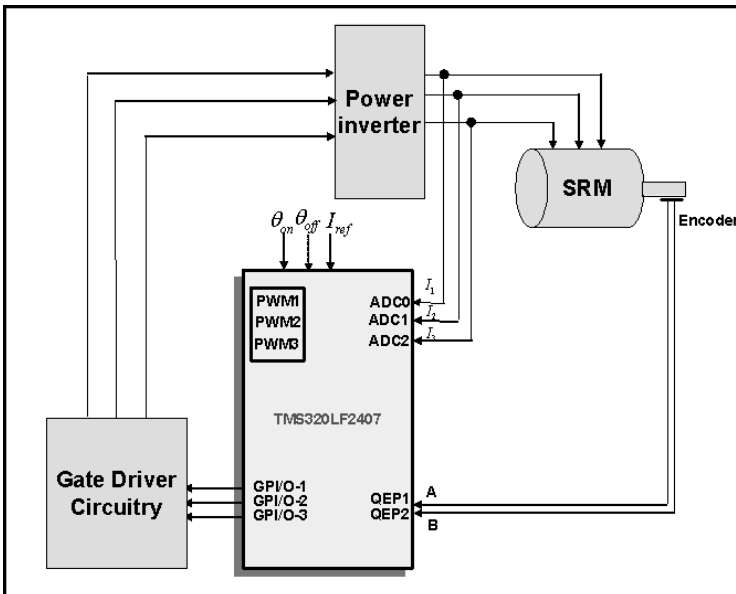 Power
inverter
SRM
Encoder
θon θoff Iref
PWM1
PWM2
PWM3
ADC0
ADC1
ADC2
I1
I2
I3
TMS320LF2407
Gate Driver
Circuitry
GPI/O-1
GPI/O-2
GPI/O-3
QEP1
QEP2
A
B